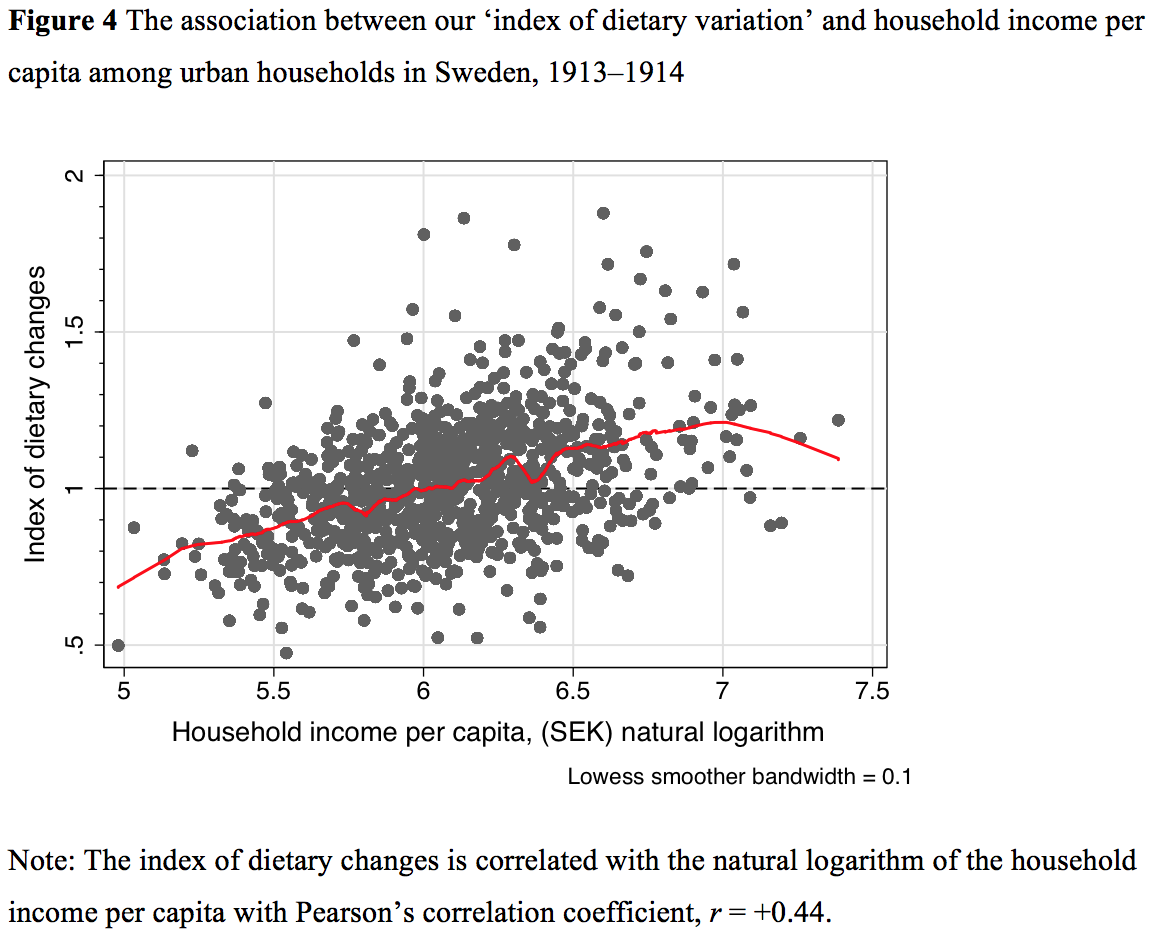 Figure 4 The association between our ‘index of dietary variation’ and household income per
capita among urban households in Sweden, 1913–1914
2
1.5
1
.5
Index of dietary changes
5 5.5 6 6.5 7 7.5
Household income per capita, (SEK) natural logarithm
Lowess smoother bandwidth = 0.1
Note: The index of dietary changes is correlated with the natural logarithm of the household
income per capita with Pearson’s correlation coefficient, r = +0.44.